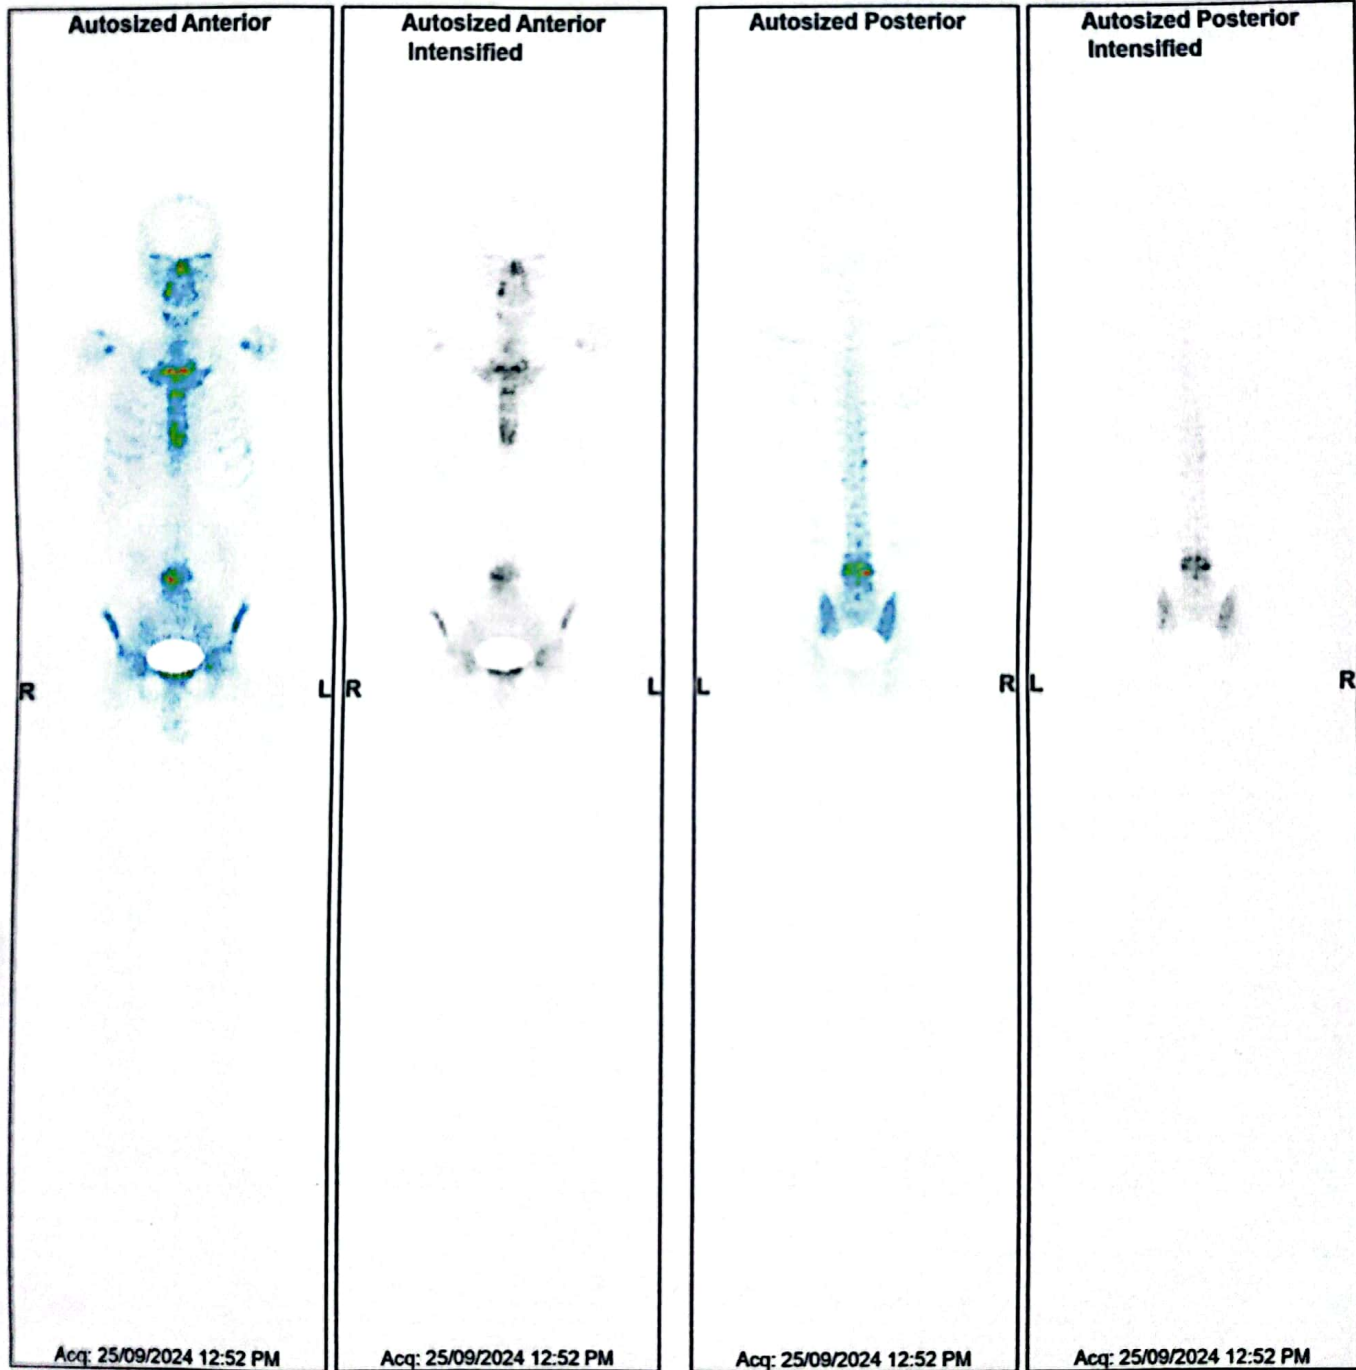 Autosized Anterior
Autosized Anterior
Intensified
Autosized Posterior
Autosized Posterior
Intensified
R
L
R
L
L
R
L
R
Acq: 25/09/2024 12:52 PM
Acq: 25/09/2024 12:52 PM
Acq: 25/09/2024 12:52 PM
Acq: 25/09/2024 12:52 PM